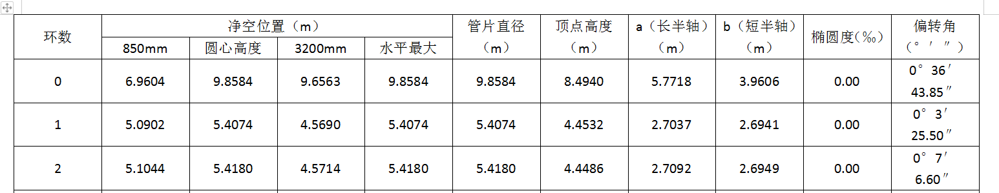 环数 净空位置（m） 管片直径（m） 顶点高度（m） a（长半轴）（m） b（短半轴）（m） 椭圆度(‰) 偏转角（° ′ ″）
850mm 圆心高度 3200mm 水平最大
0 6.9604 9.8584 9.6563 9.8584 9.8584 8.4940 5.7718 3.9606 0.00 0° 36′ 43.85″
1 5.0902 5.4074 4.5690 5.4074 5.4074 4.4532 2.7037 2.6941 0.00 0° 3′ 25.50″
2 5.1044 5.4180 4.5714 5.4180 5.4180 4.4486 2.7092 2.6949 0.00 0° 7′ 6.60″